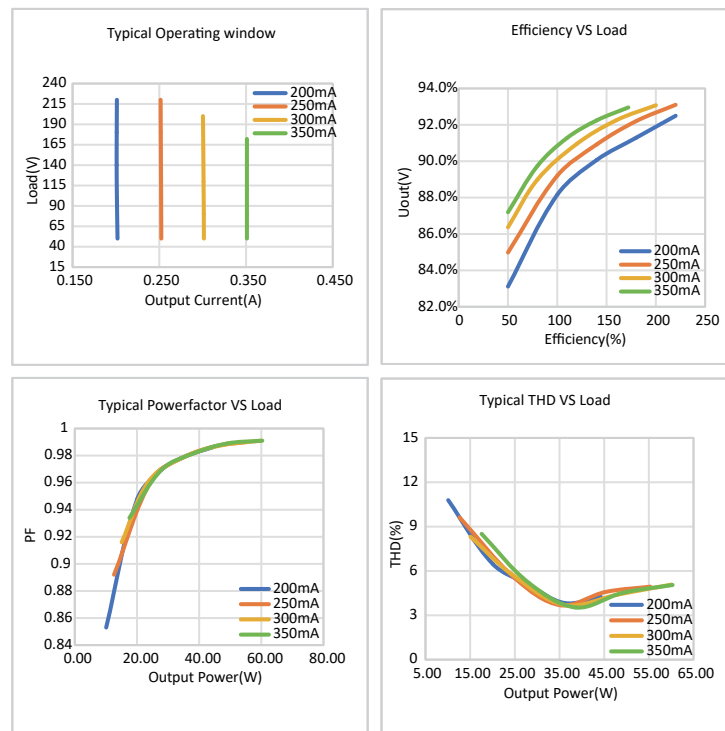 Typical Operating window
Load(V)
240
215
190
165
140
115
90
65
40
15
0.150
0.250
0.350
0.450
Output Current(A)
200mA
250mA
300mA
350mA
Efficiency VS Load
Uout(V)
94.0%
92.0%
90.0%
88.0%
86.0%
84.0%
82.0%
0
50
100
150
200
250
Efficiency(%)
200mA
250mA
300mA
350mA
Typical Powerfactor VS Load
PF
1
0.98
0.96
0.94
0.92
0.9
0.88
0.86
0.84
0.00
20.00
40.00
60.00
80.00
Output Power(W)
200mA
250mA
300mA
350mA
Typical THD VS Load
THD(%)
15
12
9
6
3
0
5.00
15.00
25.00
35.00
45.00
55.00
65.00
Output Power(W)
200mA
250mA
300mA
350mA